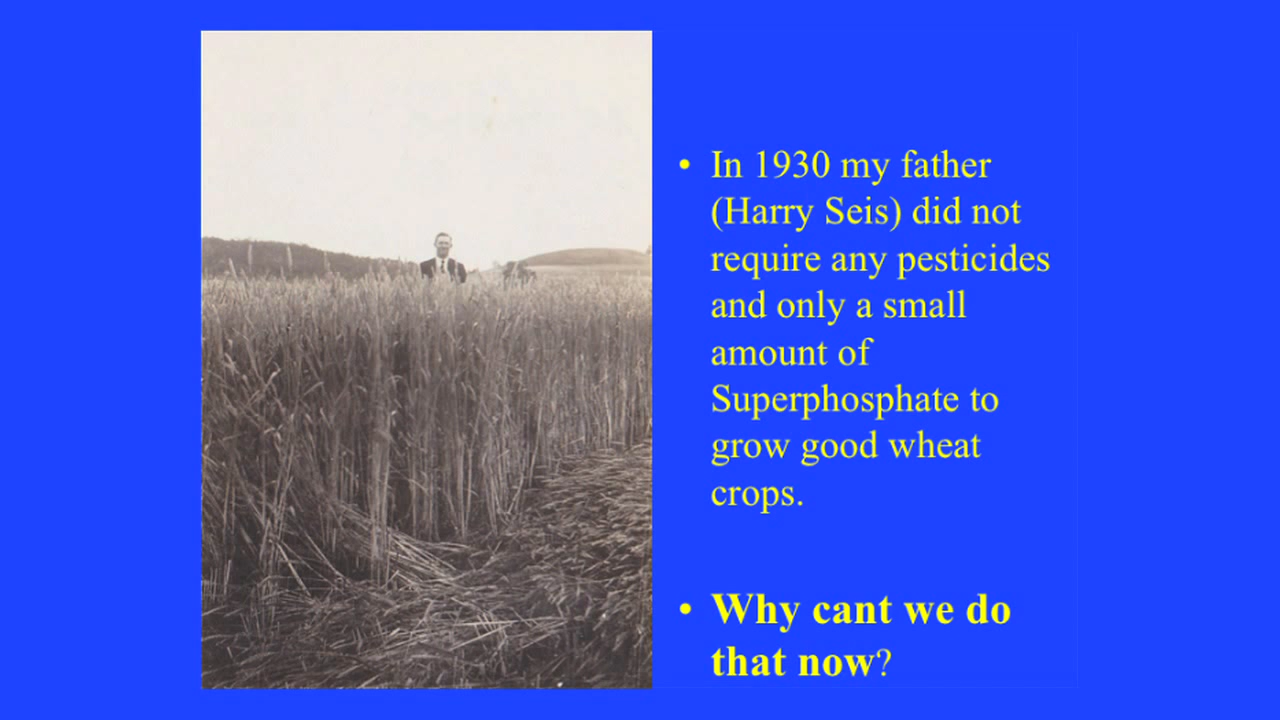 • In 1930 my father
(Harry Seis) did not
require any pesticides
and only a small
amount of
Superphosphate to
grow good wheat
crops.
• Why cant we do
that now?